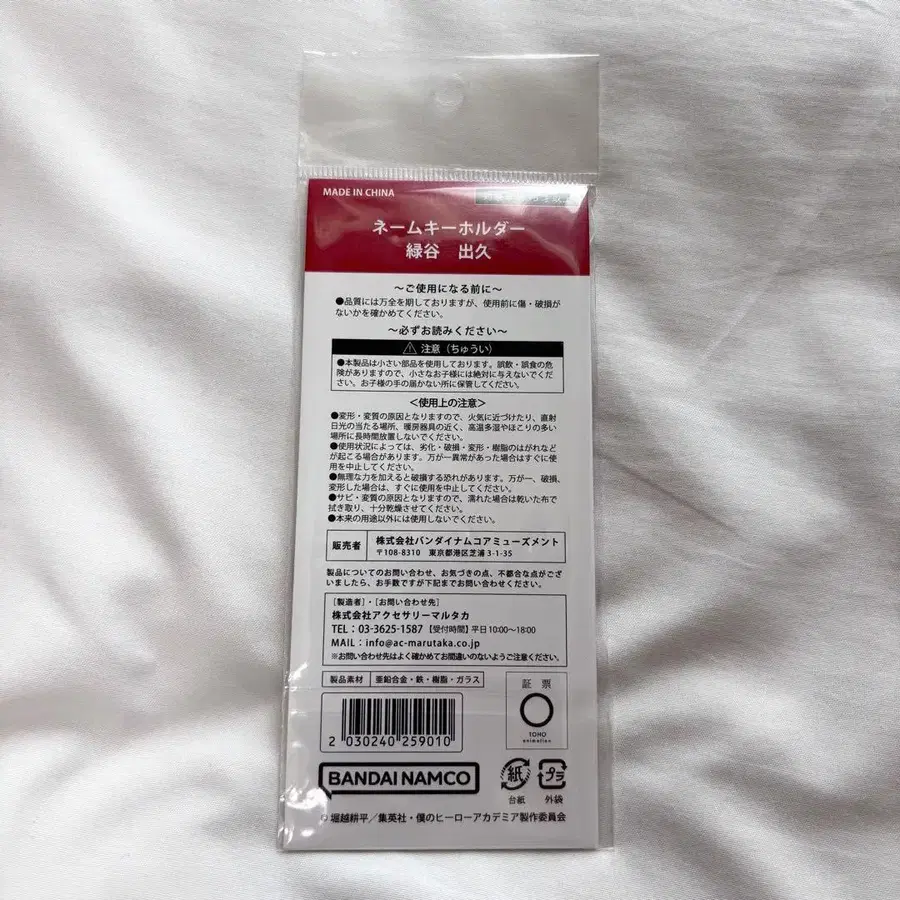 MADE IN CHINA
ネームキーホルダー
緑谷 出久
～ご使用になる前に～
●品質には万全を期しておりますが、使用前に傷・破損が
ないかを確かめてください。
～必ずお読みください～
注意（ちゅうい）
●本製品は小さい部品を使用しております。誤飲・誤食の危
険がありますので、小さなお子様には絶対に与えないでくだ
さい。お子様の手の届かない所に保管してください。
＜使用上の注意＞
●変形・変質の原因となりますので、火気に近づけたり、直射
日光の当たる場所、暖房器具の近く、高温多湿やほこりの多い
場所に長時間放置しないでください。
●使用状況によっては、劣化・破損・変形・樹脂のはがれなど
が起こる場合があります。万が一異常があった場合はすぐに使
用を中止してください。
●無理な力を加えると破損する恐れがあります。万が一、破損、
変形した場合は、すぐに使用を中止してください。
●サビ・変質の原因となりますので、濡れた場合は乾いた布で
拭き取り、十分乾燥させてください。
●本来の用途以外には使用しないでください。
販売者
株式会社バンダイナムコアミューズメント
〒108-8310 東京都港区芝浦3-1-35
製品についてのお問い合わせ、お気づきの点、不都合な点がござ
いましたら、お手数ですが下記までお問い合わせください。
［製造者］・［お問い合わせ先］
株式会社アクセサリーマルタカ
TEL：03-3625-1587 【受付時間】平日10:00～18:00
MAIL：info@ac-marutaka.co.jp
※お問い合わせ先はよく確かめてお間違いのないようご注意ください。
製品素材 亜鉛合金・鉄・樹脂・ガラス
証 票
TOHO
animation
2 030240 259010
BANDAI NAMCO
紙
台紙
プラ
外袋
©堀越耕平／集英社・僕のヒーローアカデミア製作委員会